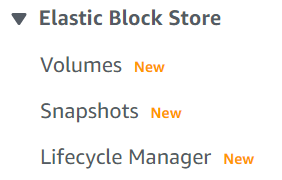 Elastic Block Store
Volumes New
Snapshots New
Lifecycle Manager New